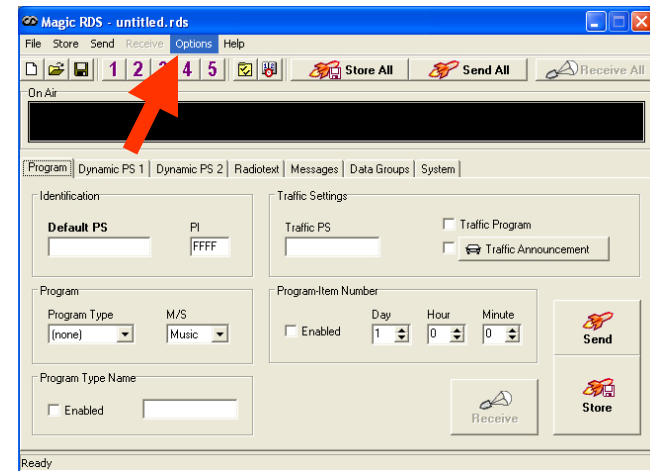 Magic RDS - untitled.rds
File Store Send Receive Options Help
1 2 3 4 5 Store All Send All Receive All
On Air
Program Dynamic PS 1 Dynamic PS 2 Radiotext Messages Data Groups System
Identification
Default PS PI
FFFF
Traffic Settings
Traffic PS Traffic Program
Traffic Announcement
Program
Program Type M/S
(none) Music
Program-Item Number
Day Hour Minute
Enabled 1 0 0
Send
Program Type Name
Enabled
Receive
Store
Ready